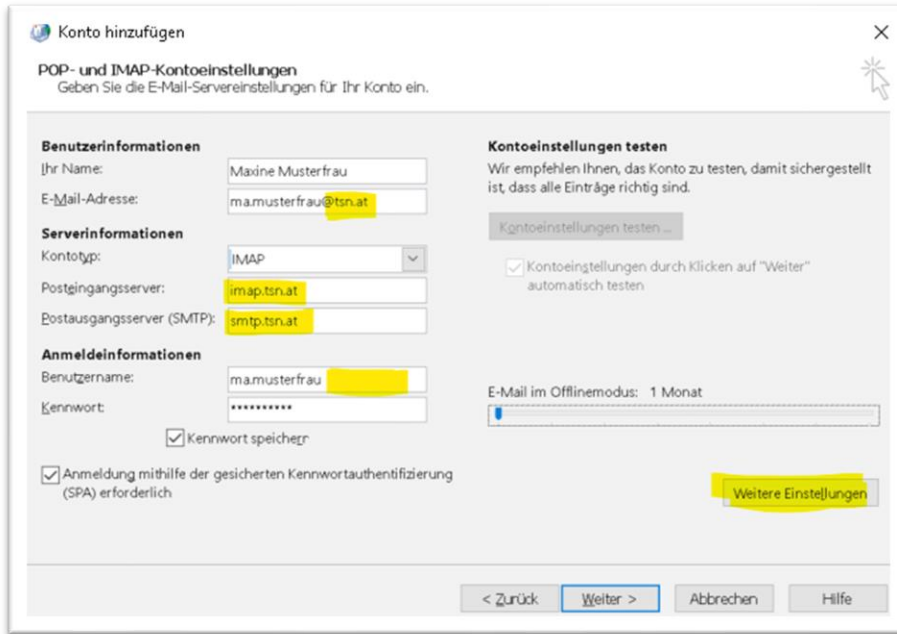 Konto hinzufügen
POP- und IMAP-Kontoeinstellungen
Geben Sie die E-Mail-Servereinstellungen für Ihr Konto ein.
Benutzerinformationen
Ihr Name:
Maxine Musterfrau
E-Mail-Adresse:
ma.musterfrau@tsn.at
Serverinformationen
Kontotyp:
IMAP
Posteingangsserver:
imap.tsn.at
Postausgangsserver (SMTP):
smtp.tsn.at
Anmeldeinformationen
Benutzername:
ma.musterfrau
Kennwort:
**********
Kennwort speichern
Anmeldung mithilfe der gesicherten Kennwortauthentifizierung
(SPA) erforderlich
Kontoeinstellungen testen
Wir empfehlen Ihnen, das Konto zu testen, damit sichergestellt
ist, dass alle Einträge richtig sind.
Kontoeinstellungen testen ...
Kontoeinstellungen durch Klicken auf "Weiter"
automatisch testen
E-Mail im Offlinemodus: 1 Monat
Weitere Einstellungen
< Zurück
Weiter >
Abbrechen
Hilfe